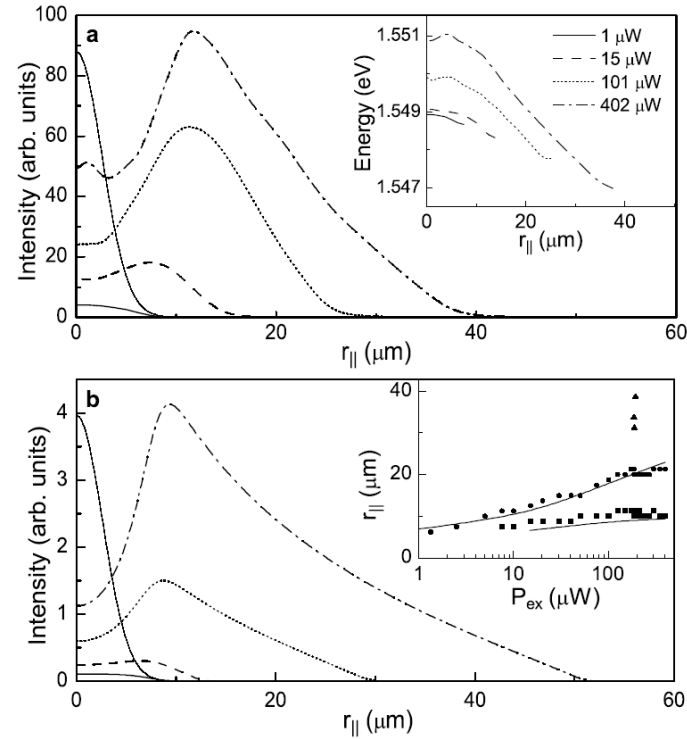 a
Intensity (arb. units)
100
80
60
40
20
0
0
20
40
60
r|| (μm)
Energy (eV)
1.551
1.549
1.547
0
20
40
r|| (μm)
1 μW
15 μW
101 μW
402 μW
b
Intensity (arb. units)
4
3
2
1
0
0
20
40
60
r|| (μm)
r|| (μm)
40
20
0
1
10
100
Pex (μW)